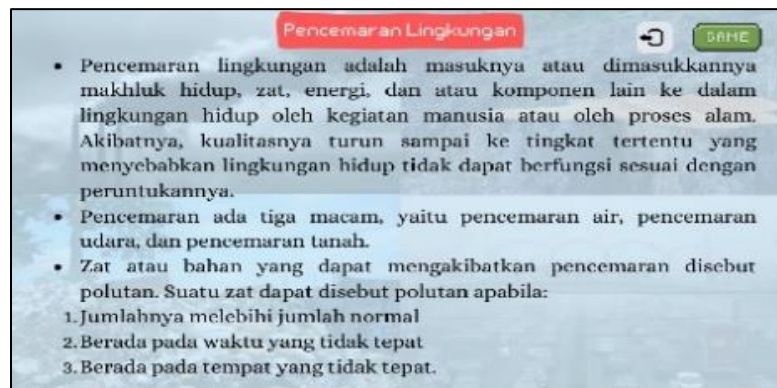 Pencemaran Lingkungan
GAME
• Pencemaran lingkungan adalah masuknya atau dimasukkannya
makhluk hidup, zat, energi, dan atau komponen lain ke dalam
lingkungan hidup oleh kegiatan manusia atau oleh proses alam.
Akibatnya, kualitasnya turun sampai ke tingkat tertentu yang
menyebabkan lingkungan hidup tidak dapat berfungsi sesuai dengan
peruntukannya.
• Pencemaran ada tiga macam, yaitu pencemaran air, pencemaran
udara, dan pencemaran tanah.
• Zat atau bahan yang dapat mengakibatkan pencemaran disebut
polutan. Suatu zat dapat disebut polutan apabila:
1. Jumlahnya melebihi jumlah normal
2. Berada pada waktu yang tidak tepat
3. Berada pada tempat yang tidak tepat.